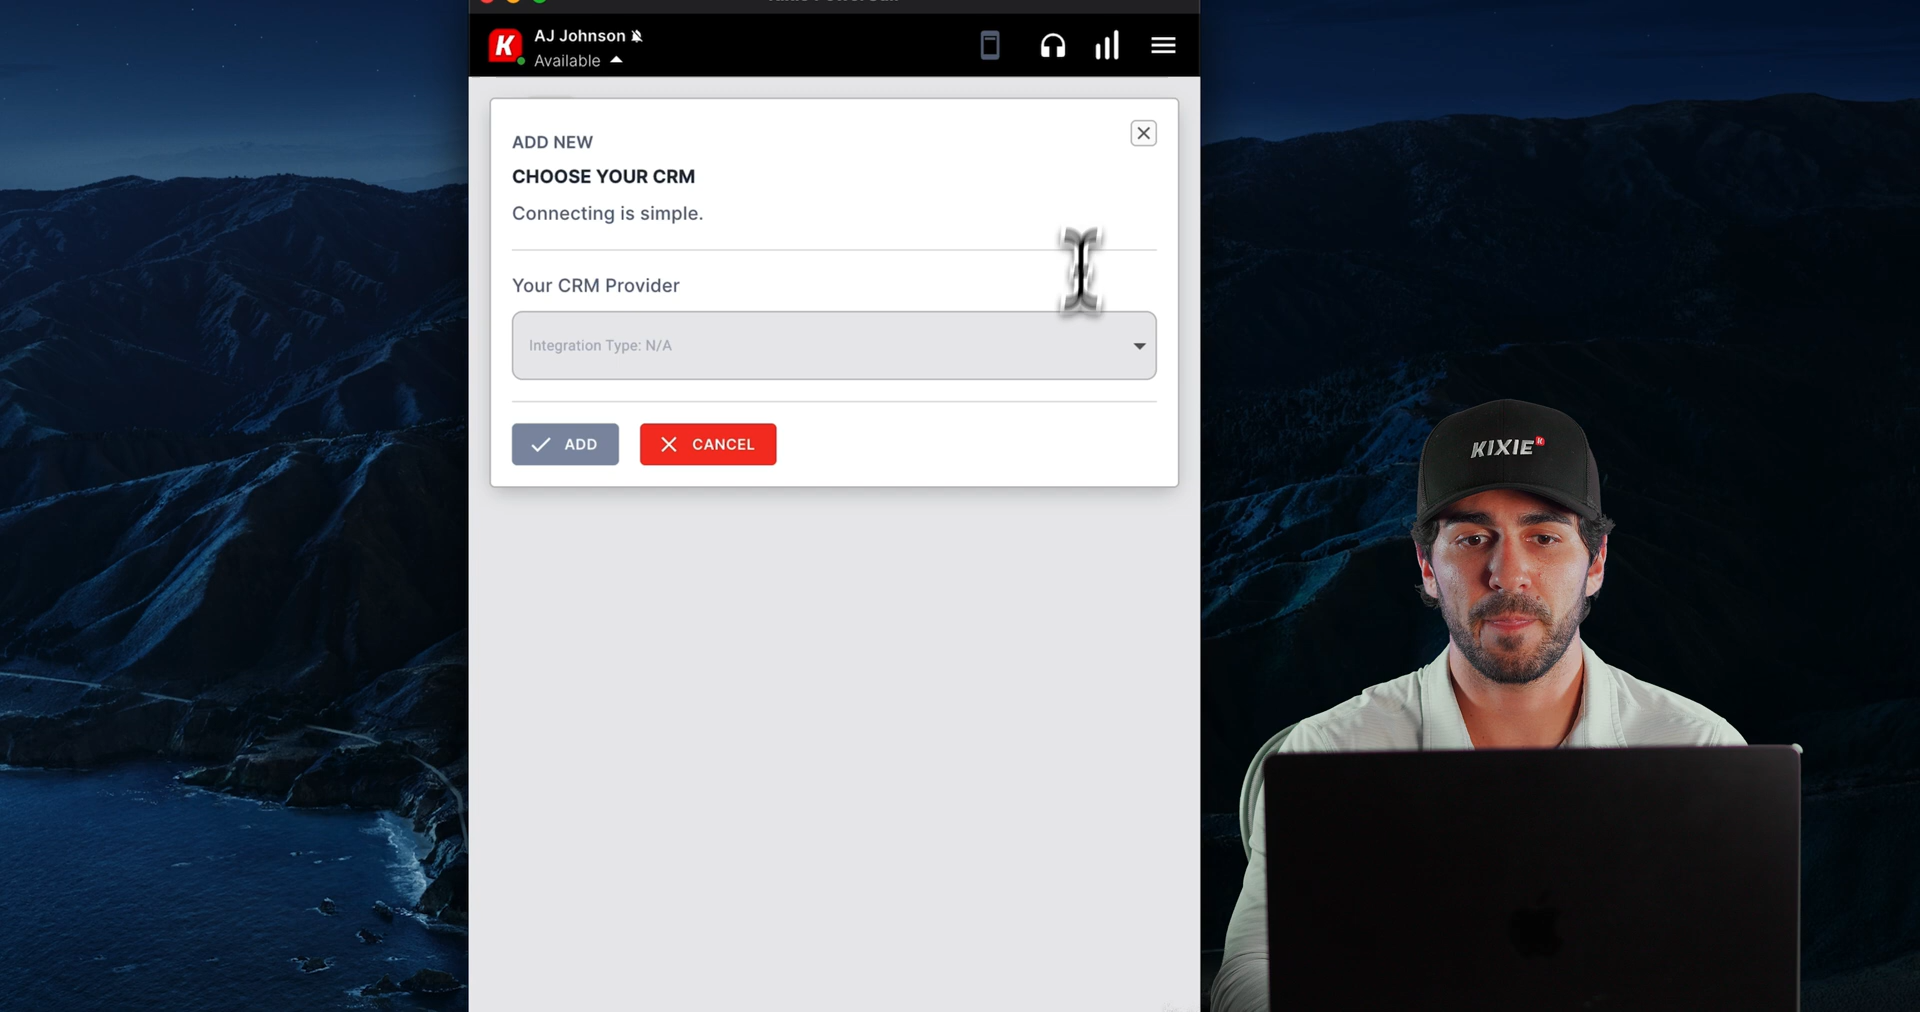 AJ Johnson
Available
ADD NEW
CHOOSE YOUR CRM
Connecting is simple.
Your CRM Provider
Integration Type: N/A
ADD
CANCEL
KIXIE